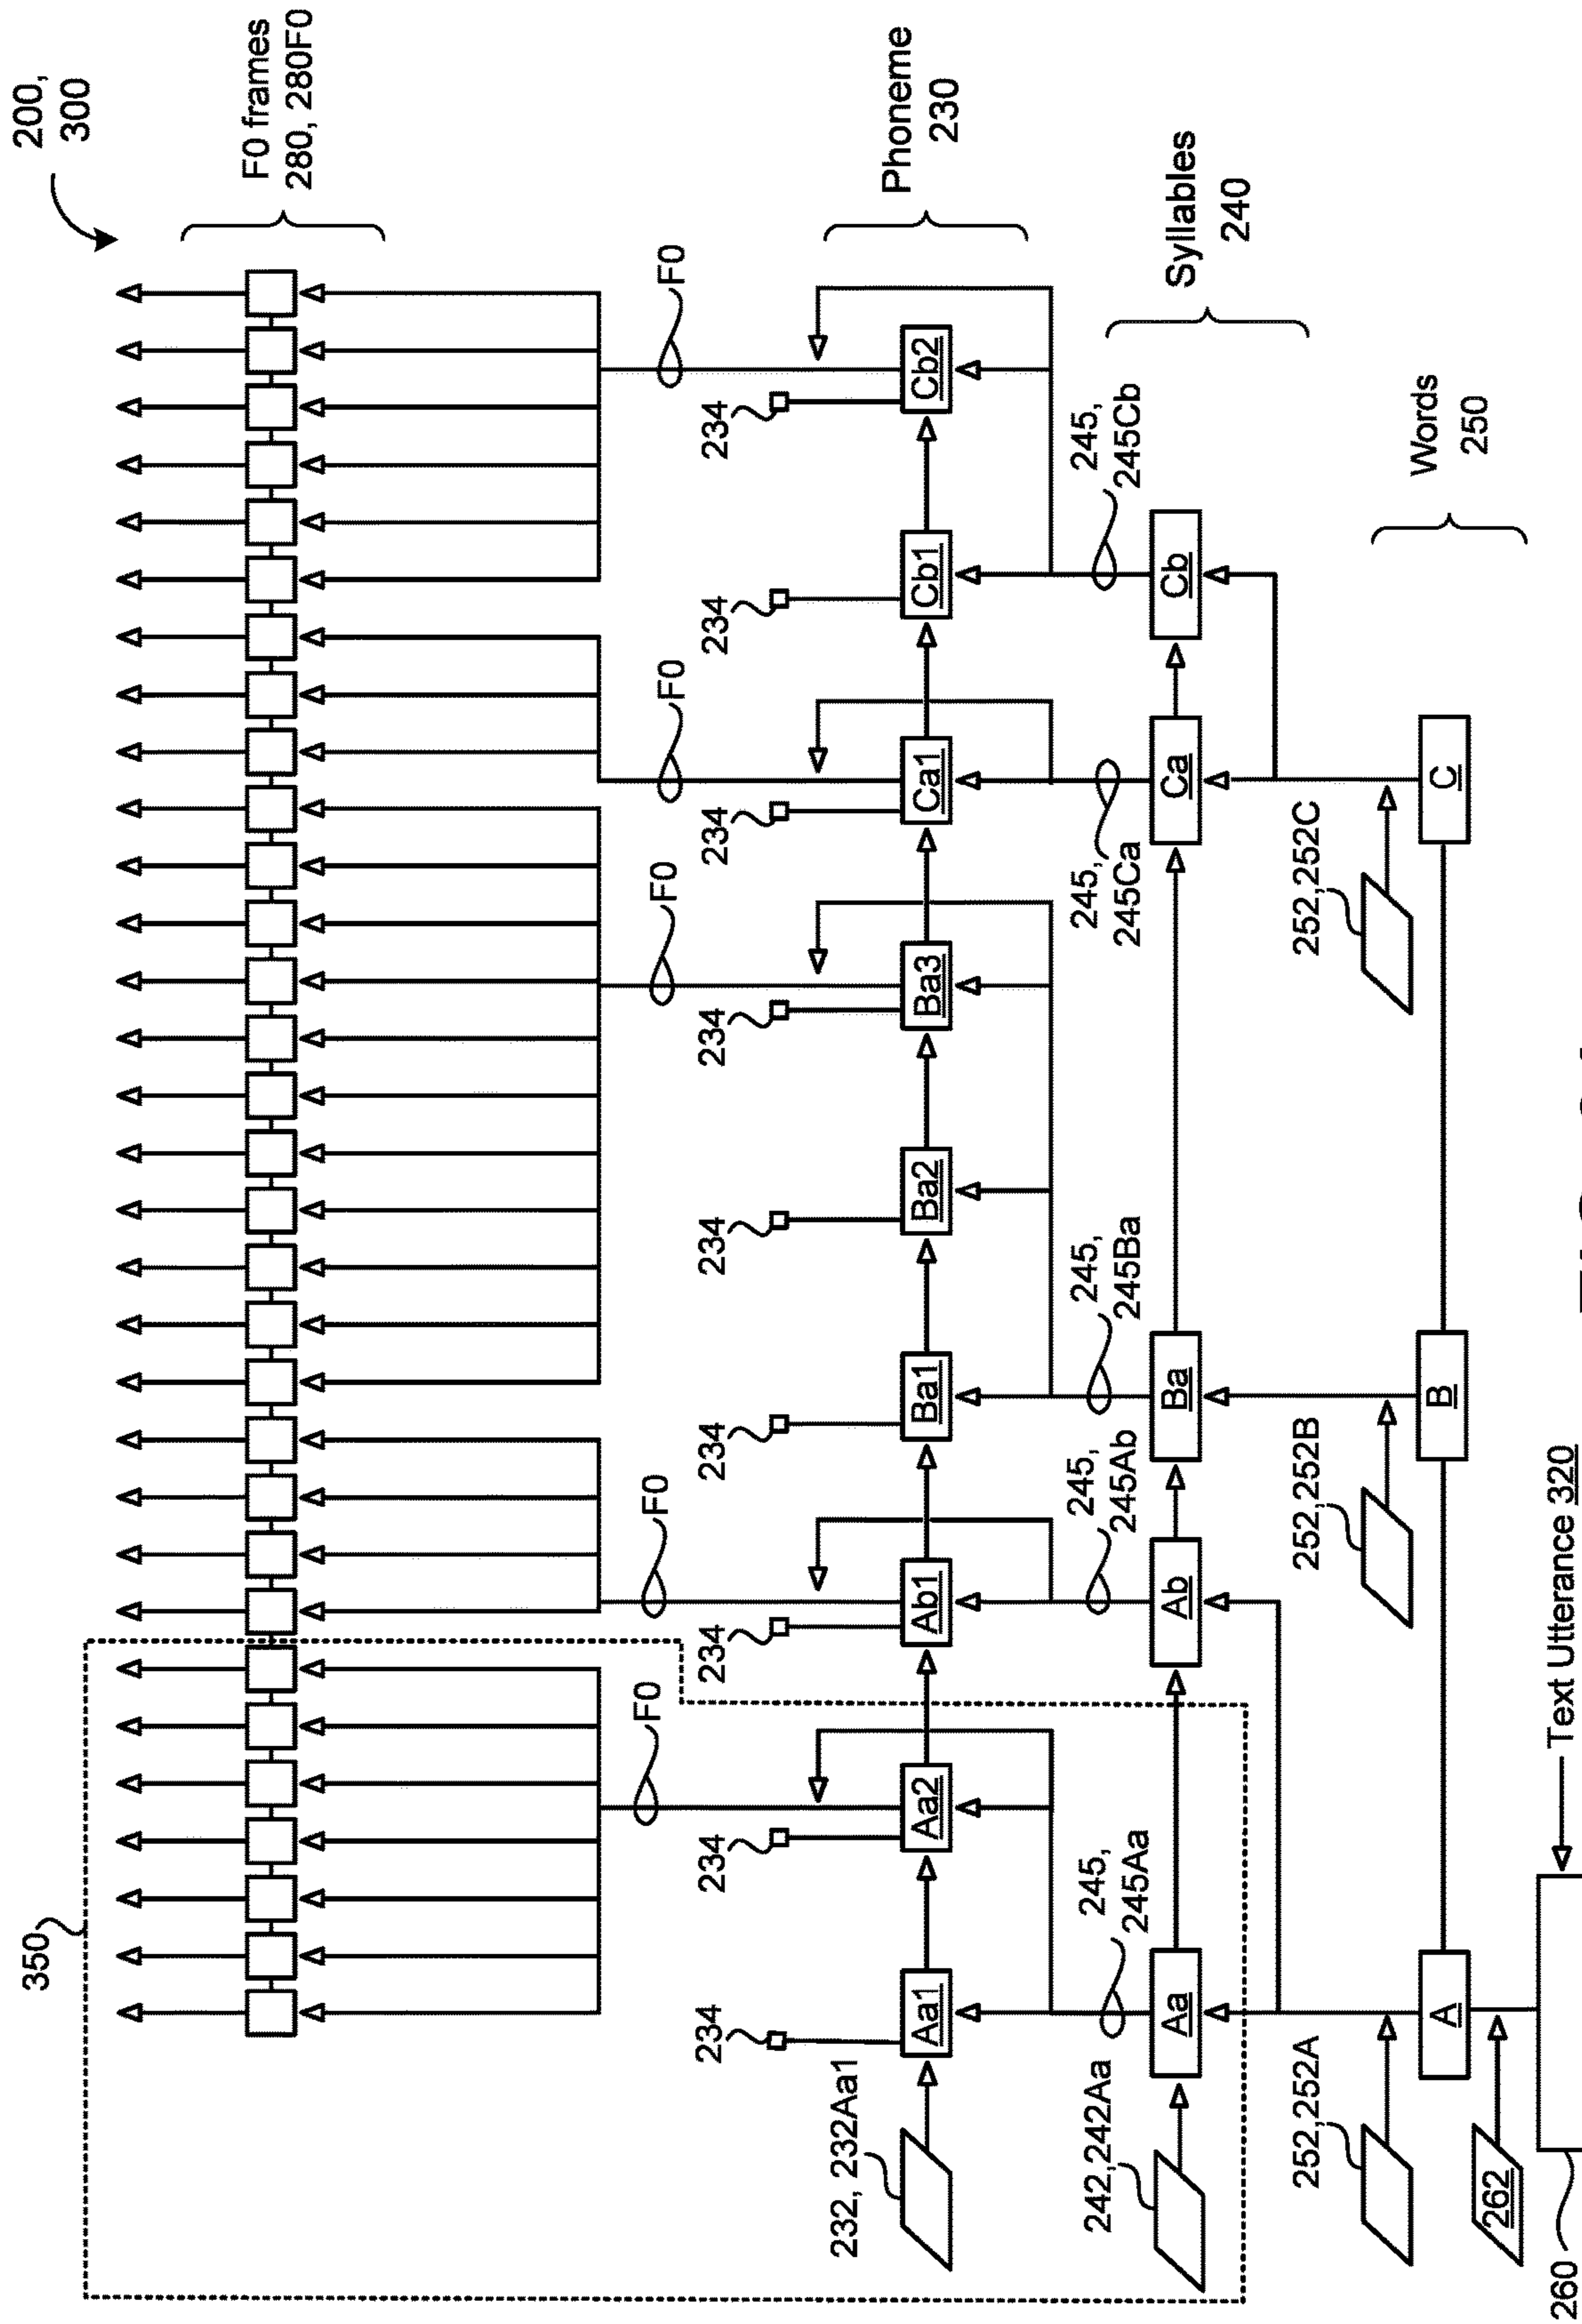 200,
300
F0 frames
280, 280F0
350
F0
F0
F0
F0
F0
Phoneme
230
234
234
234
234
234
234
234
234
234
232, 232Aa1
Aa1
Aa2
Ab1
Ba1
Ba2
Ba3
Ca1
Cb1
Cb2
Syllables
240
245,
245Aa
245,
245Ab
245,
245Ba
245,
245Ca
245,
245Cb
242,242Aa
Aa
Ab
Ba
Ca
Cb
Words
250
252,252A
252,252B
252,252C
A
B
C
262
260
Text Utterance 320